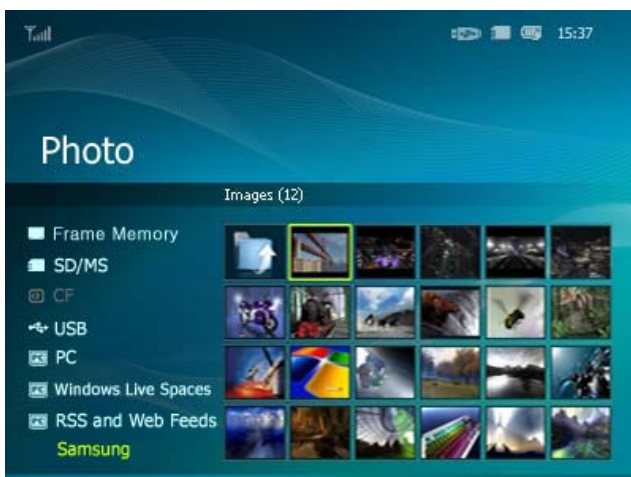 15:37
Photo
Images (12)
Frame Memory
SD/MS
CF
USB
PC
Windows Live Spaces
RSS and Web Feeds
Samsung